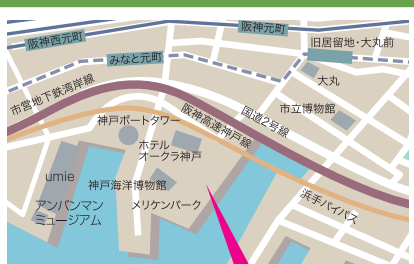 阪神元町
阪神西元町
旧居留地・大丸前
みなと元町
大丸
市営地下鉄湾岸線
市立博物館
国道2号線
阪神高速神戸線
神戸ポートタワー
ホテル
オークラ神戸
umie
神戸海洋博物館
アンパンマン
ミュージアム
メリケンパーク
浜手バイパス